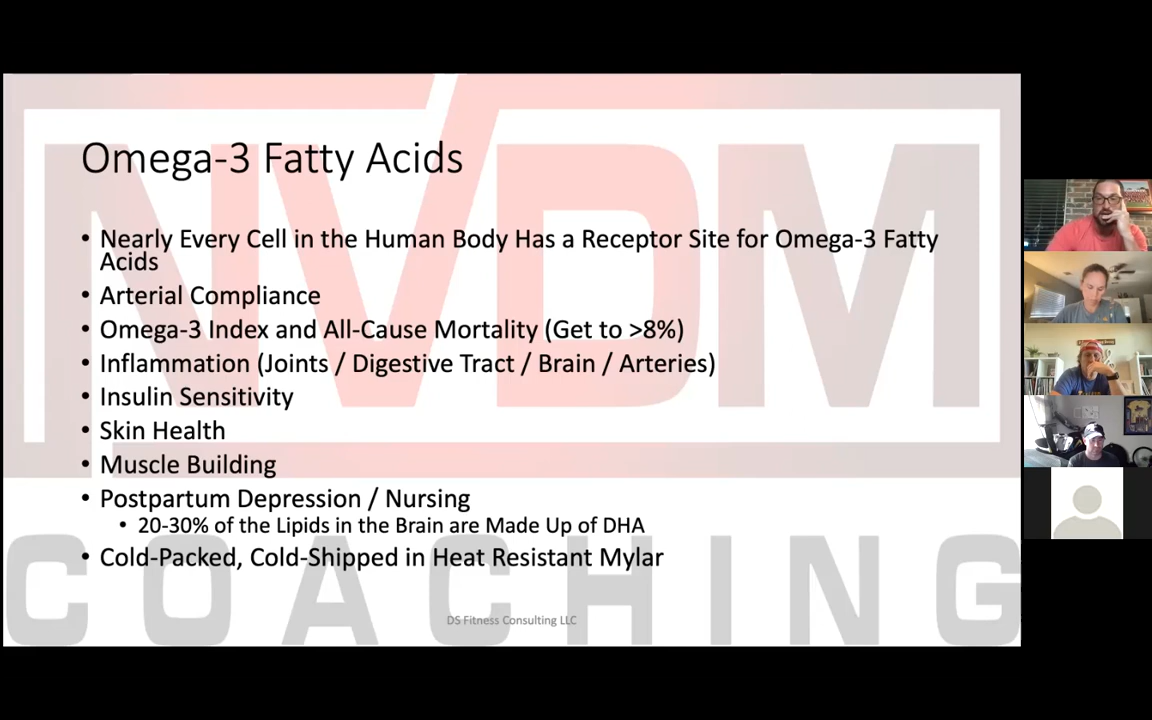 NVDM
COACHING
Omega-3 Fatty Acids
• Nearly Every Cell in the Human Body Has a Receptor Site for Omega-3 Fatty
Acids
• Arterial Compliance
• Omega-3 Index and All-Cause Mortality (Get to >8%)
• Inflammation (Joints / Digestive Tract / Brain / Arteries)
• Insulin Sensitivity
• Skin Health
• Muscle Building
• Postpartum Depression / Nursing
• 20-30% of the Lipids in the Brain are Made Up of DHA
• Cold-Packed, Cold-Shipped in Heat Resistant Mylar
DS Fitness Consulting LLC